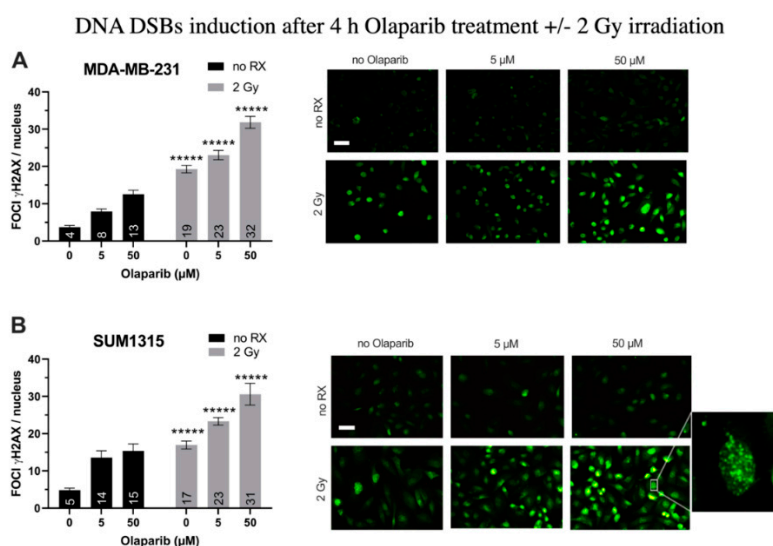 DNA DSBs induction after 4 h Olaparib treatment +/- 2 Gy irradiation
A
MDA-MB-231
no RX
2 Gy
FOCI γH2AX / nucleus
40
30
20
10
0
***** ***** *****
4 8 13 19 23 32
0 5 50 0 5 50
Olaparib (µM)
no Olaparib 5 µM 50 µM
no RX
2 Gy
B
SUM1315
no RX
2 Gy
FOCI γH2AX / nucleus
40
30
20
10
0
***** ***** *****
5 14 15 17 23 31
0 5 50 0 5 50
Olaparib (µM)
no Olaparib 5 µM 50 µM
no RX
2 Gy